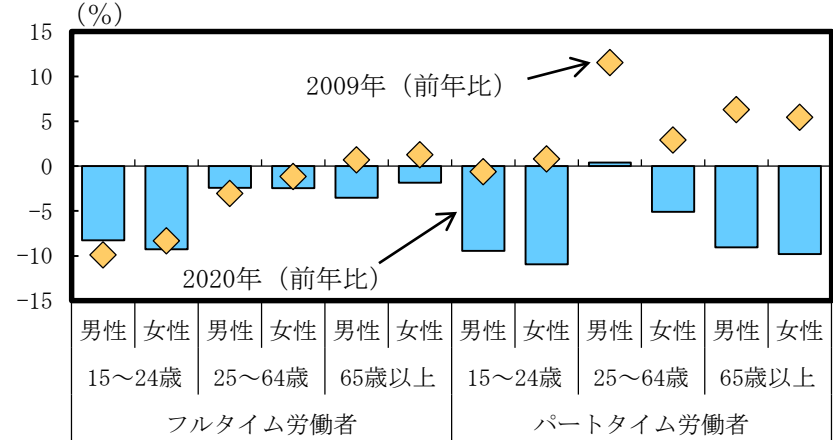 (％)
15
10
5
0
-5
-10
-15
2009年（前年比）
2020年（前年比）
男性 女性 男性 女性 男性 女性 男性 女性 男性 女性 男性 女性
15～24歳 25～64歳 65歳以上 15～24歳 25～64歳 65歳以上
フルタイム労働者 パートタイム労働者